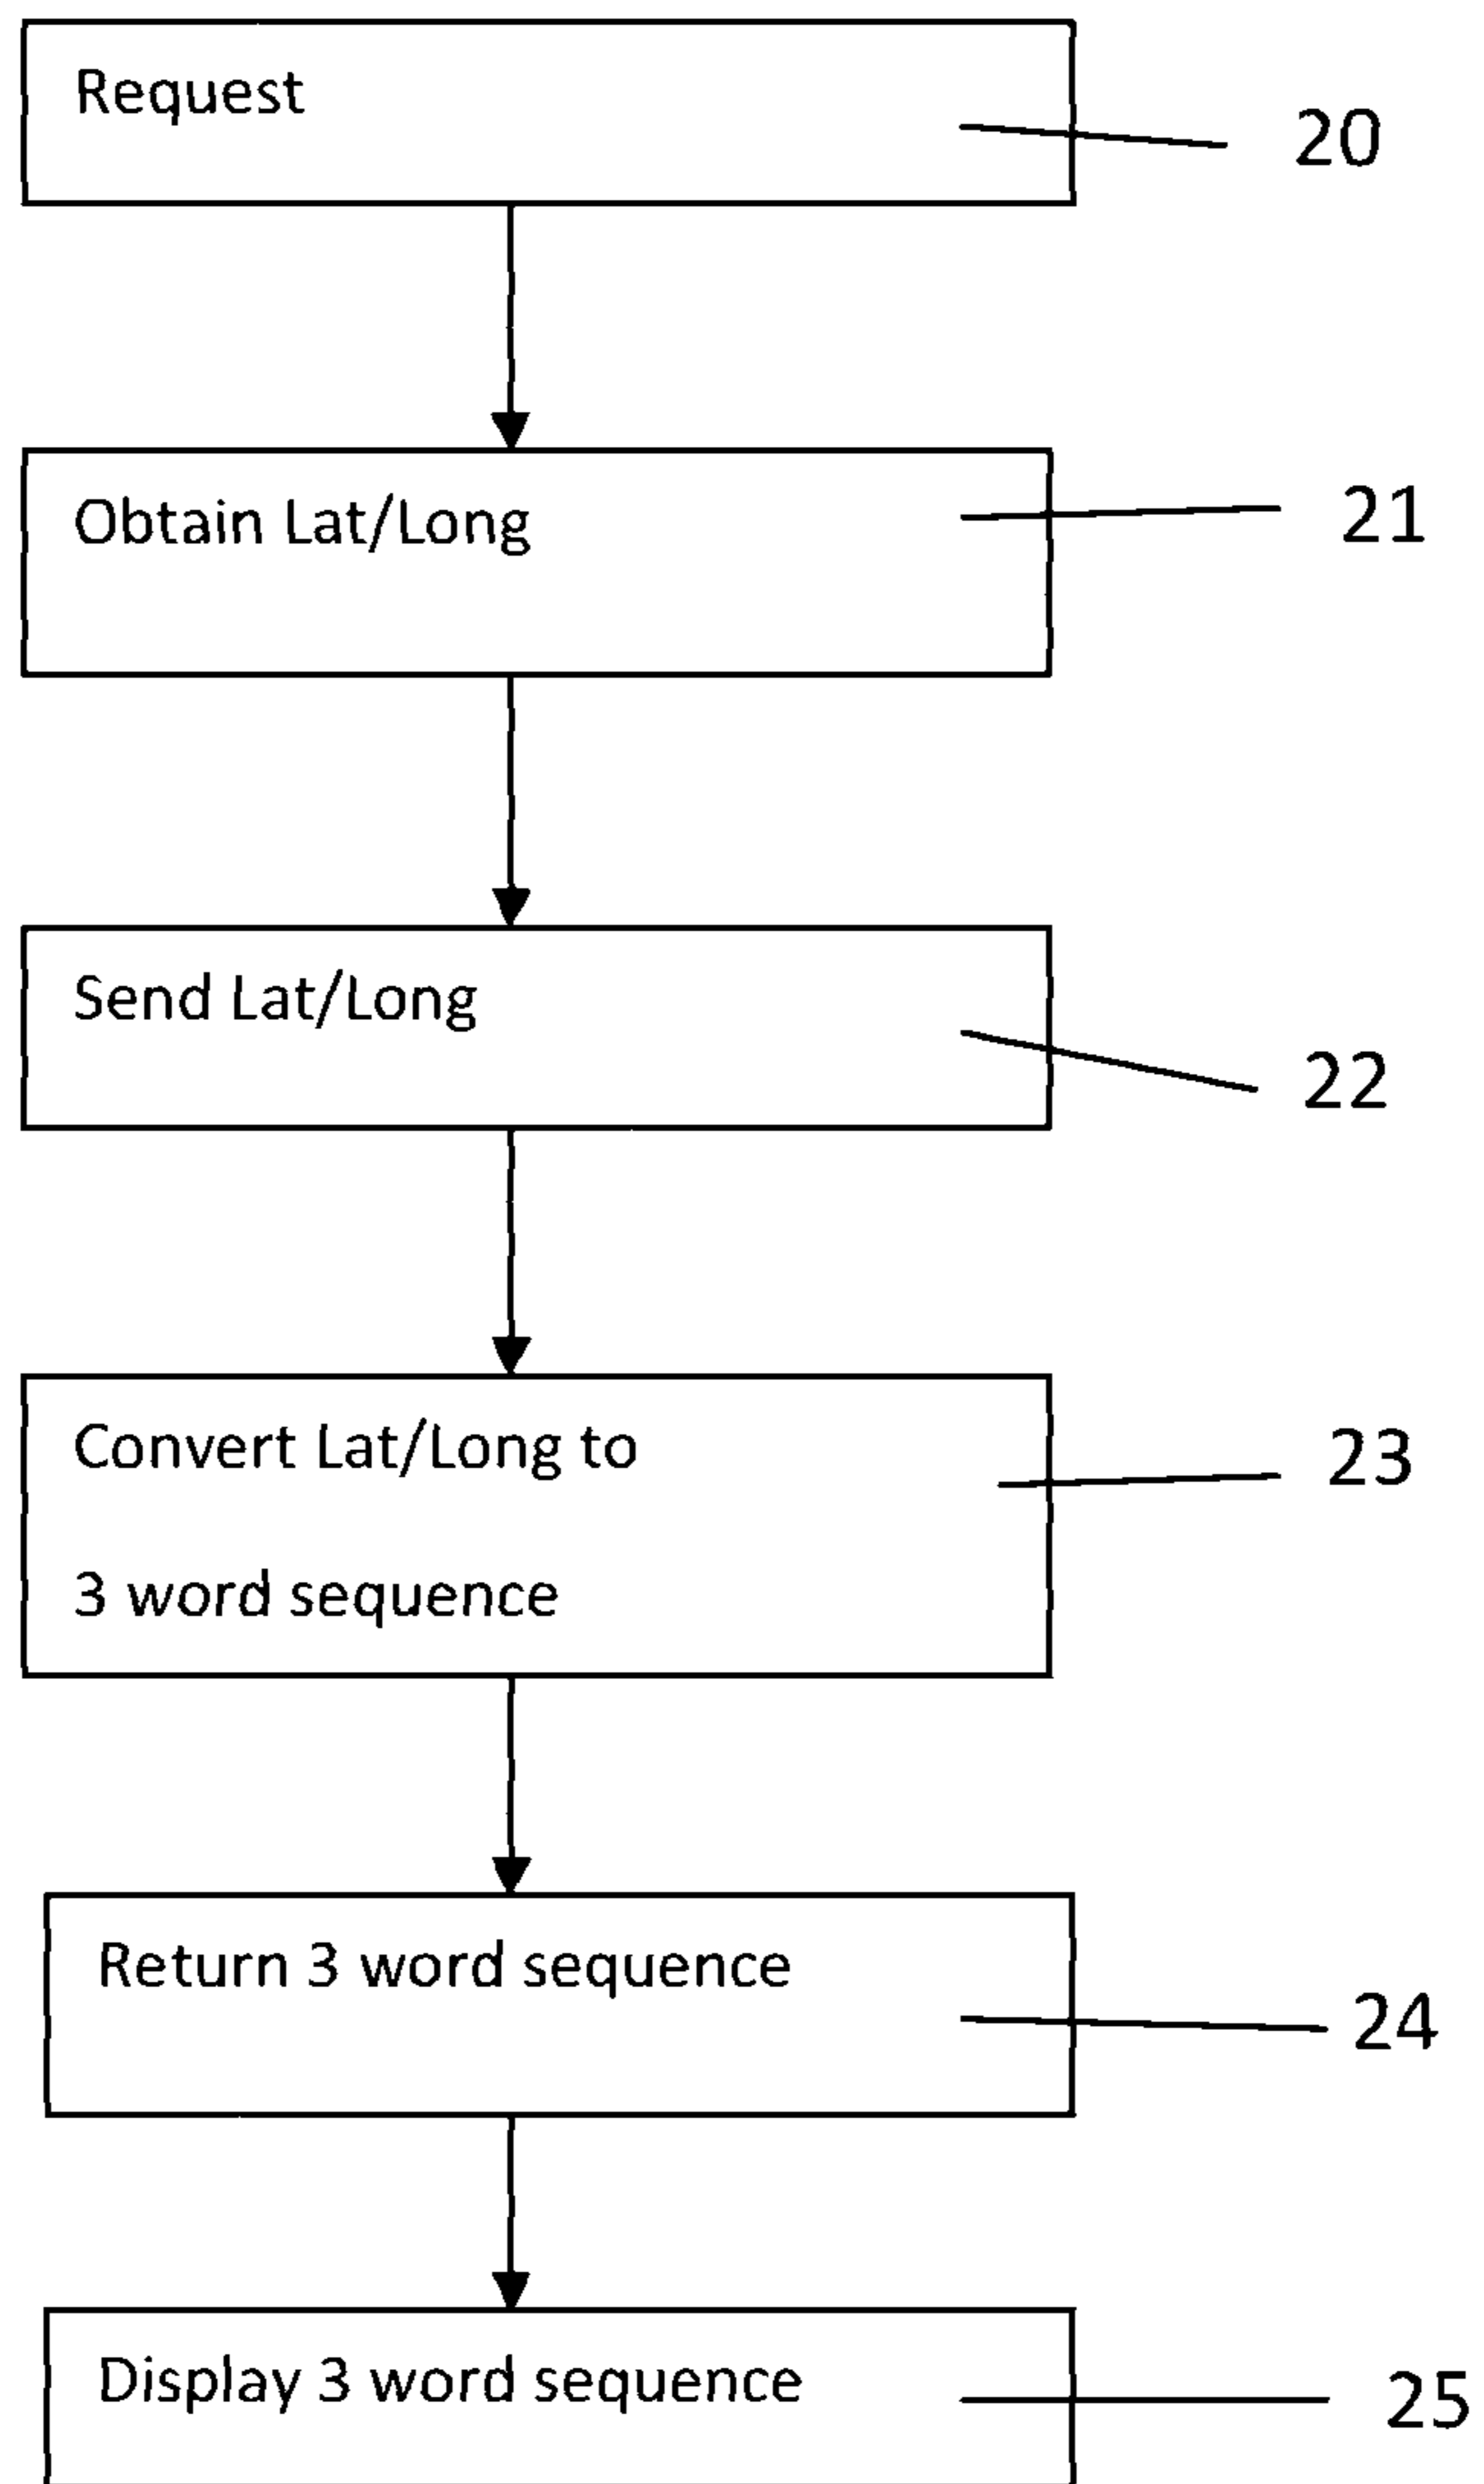 Request
20
Obtain Lat/Long
21
Send Lat/Long
22
Convert Lat/Long to
23
3 word sequence
Return 3 word sequence
24
Display 3 word sequence
25